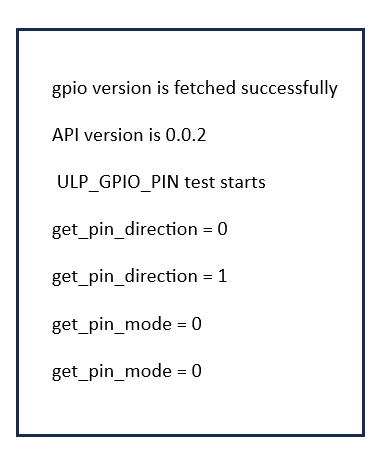 gpio version is fetched successfully
API version is 0.0.2
ULP_GPIO_PIN test starts
get_pin_direction = 0
get_pin_direction = 1
get_pin_mode = 0
get_pin_mode = 0